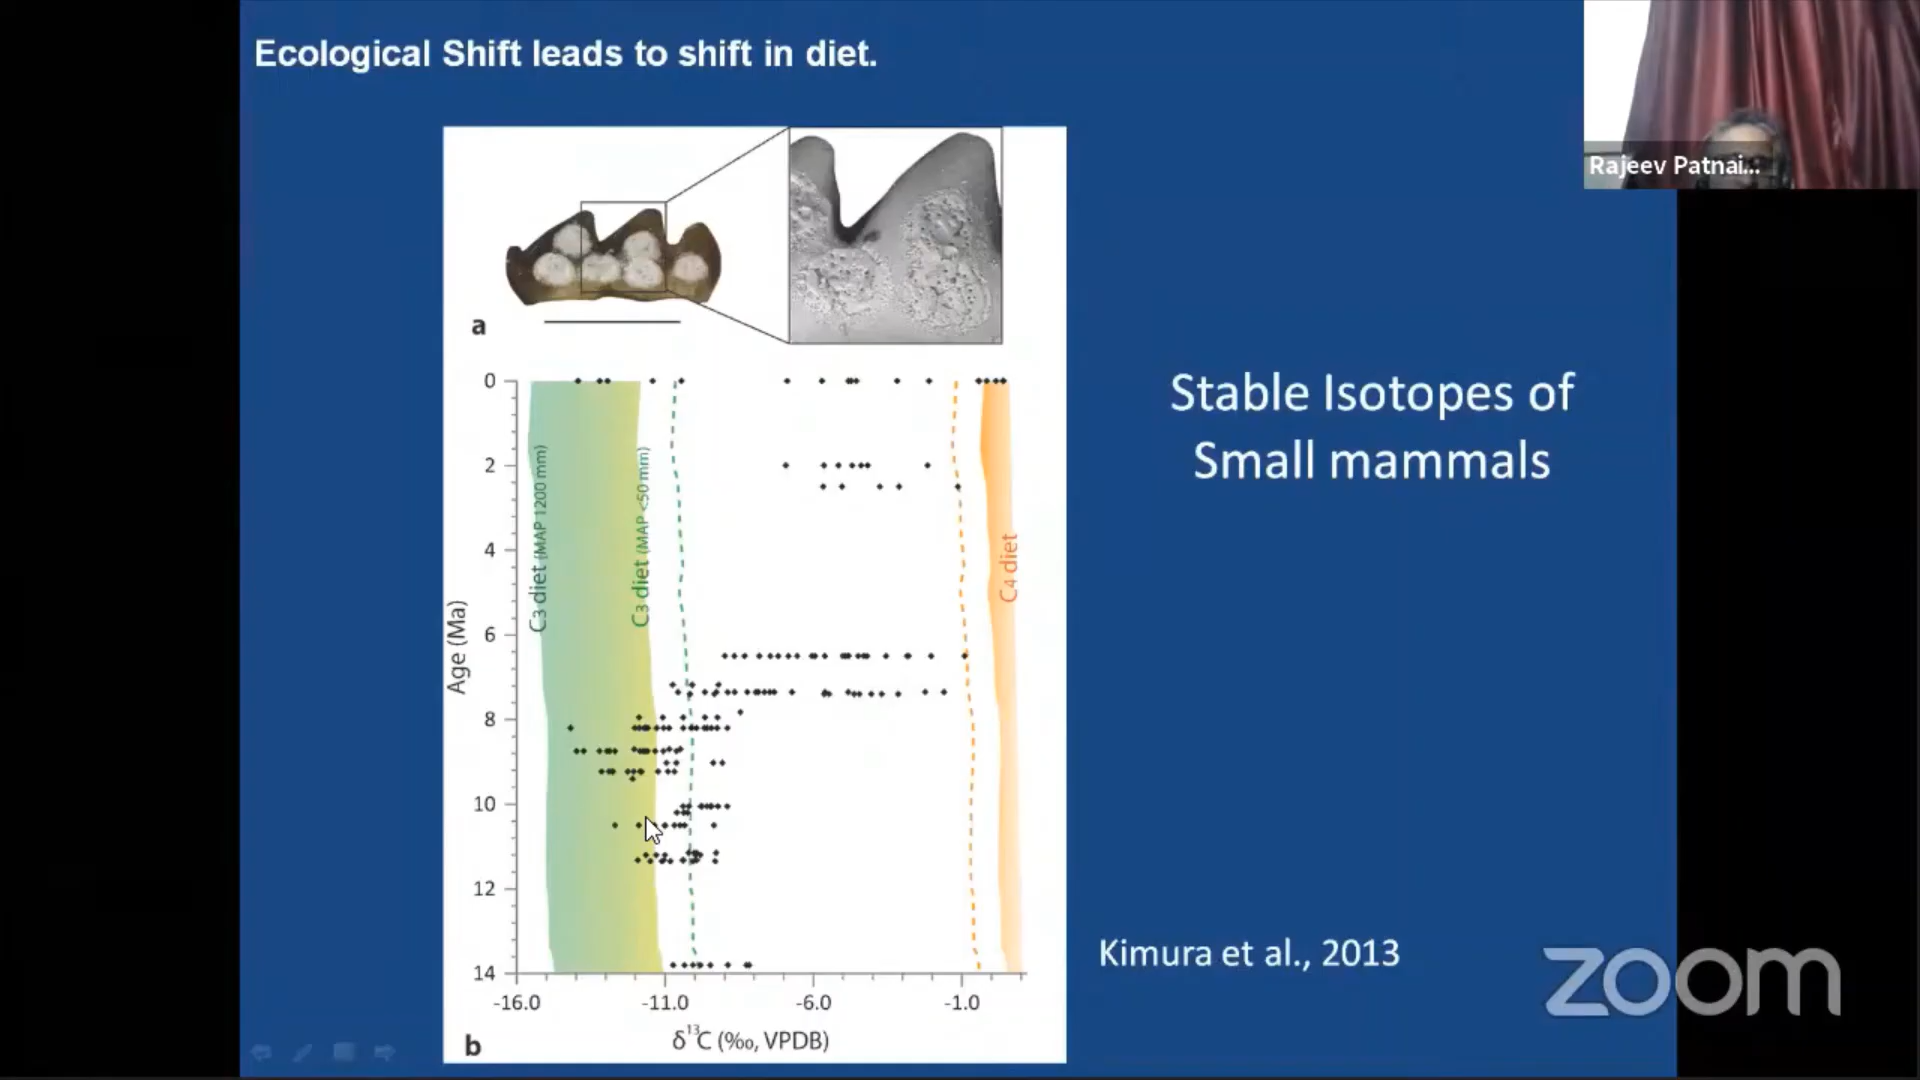 Ecological Shift leads to shift in diet.
Rajeev Patnai...
a
Stable Isotopes of
Small mammals
0
2
4
6
8
10
12
14
Age (Ma)
C3 diet (MAP 1200 mm)
C3 diet (MAP <50 mm)
C4 diet
-16.0 -11.0 -6.0 -1.0
δ¹³C (‰, VPDB)
b
Kimura et al., 2013
zoom